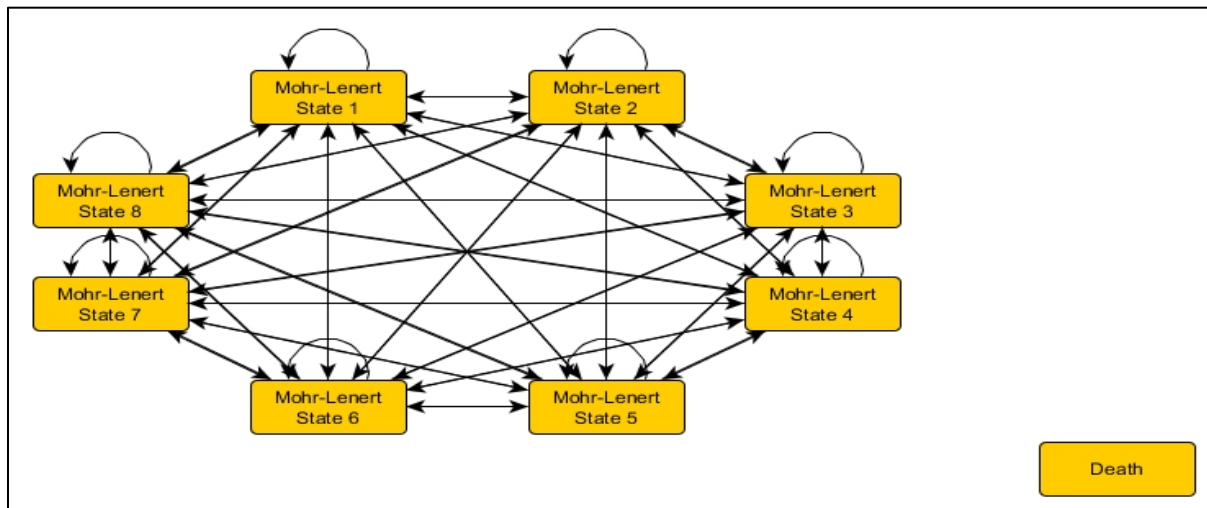 Mohr-Lenert
State 1
Mohr-Lenert
State 2
Mohr-Lenert
State 8
Mohr-Lenert
State 3
Mohr-Lenert
State 7
Mohr-Lenert
State 4
Mohr-Lenert
State 6
Mohr-Lenert
State 5
Death